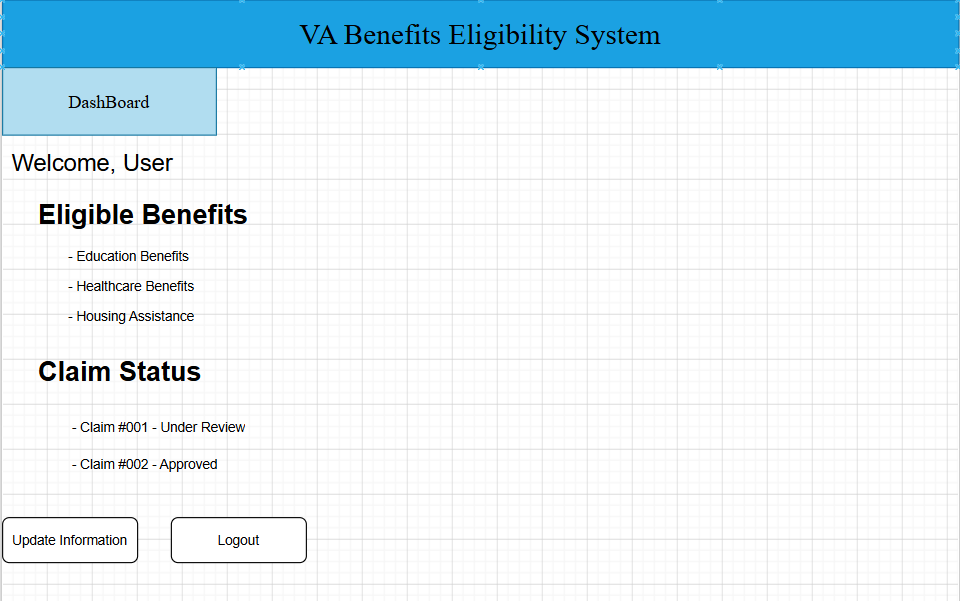 VA Benefits Eligibility System
DashBoard
Welcome, User
Eligible Benefits
- Education Benefits
- Healthcare Benefits
- Housing Assistance
Claim Status
- Claim #001 - Under Review
- Claim #002 - Approved
Update Information
Logout